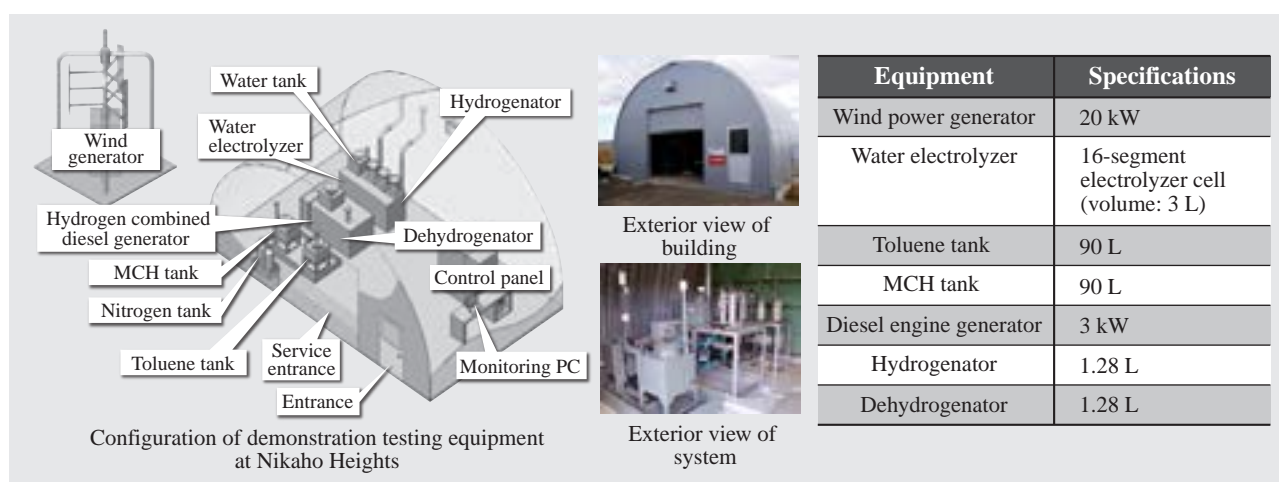 Water tank
Hydrogenator
Wind
generator
Water
electrolyzer
Hydrogen combined
diesel generator
Dehydrogenator
MCH tank
Control panel
Nitrogen tank
Toluene tank
Service
entrance
Monitoring PC
Entrance
Configuration of demonstration testing equipment
at Nikaho Heights
Exterior view of
building
Exterior view of
system
Equipment Specifications
Wind power generator 20 kW
Water electrolyzer 16-segment
electrolyzer cell
(volume: 3 L)
Toluene tank 90 L
MCH tank 90 L
Diesel engine generator 3 kW
Hydrogenator 1.28 L
Dehydrogenator 1.28 L